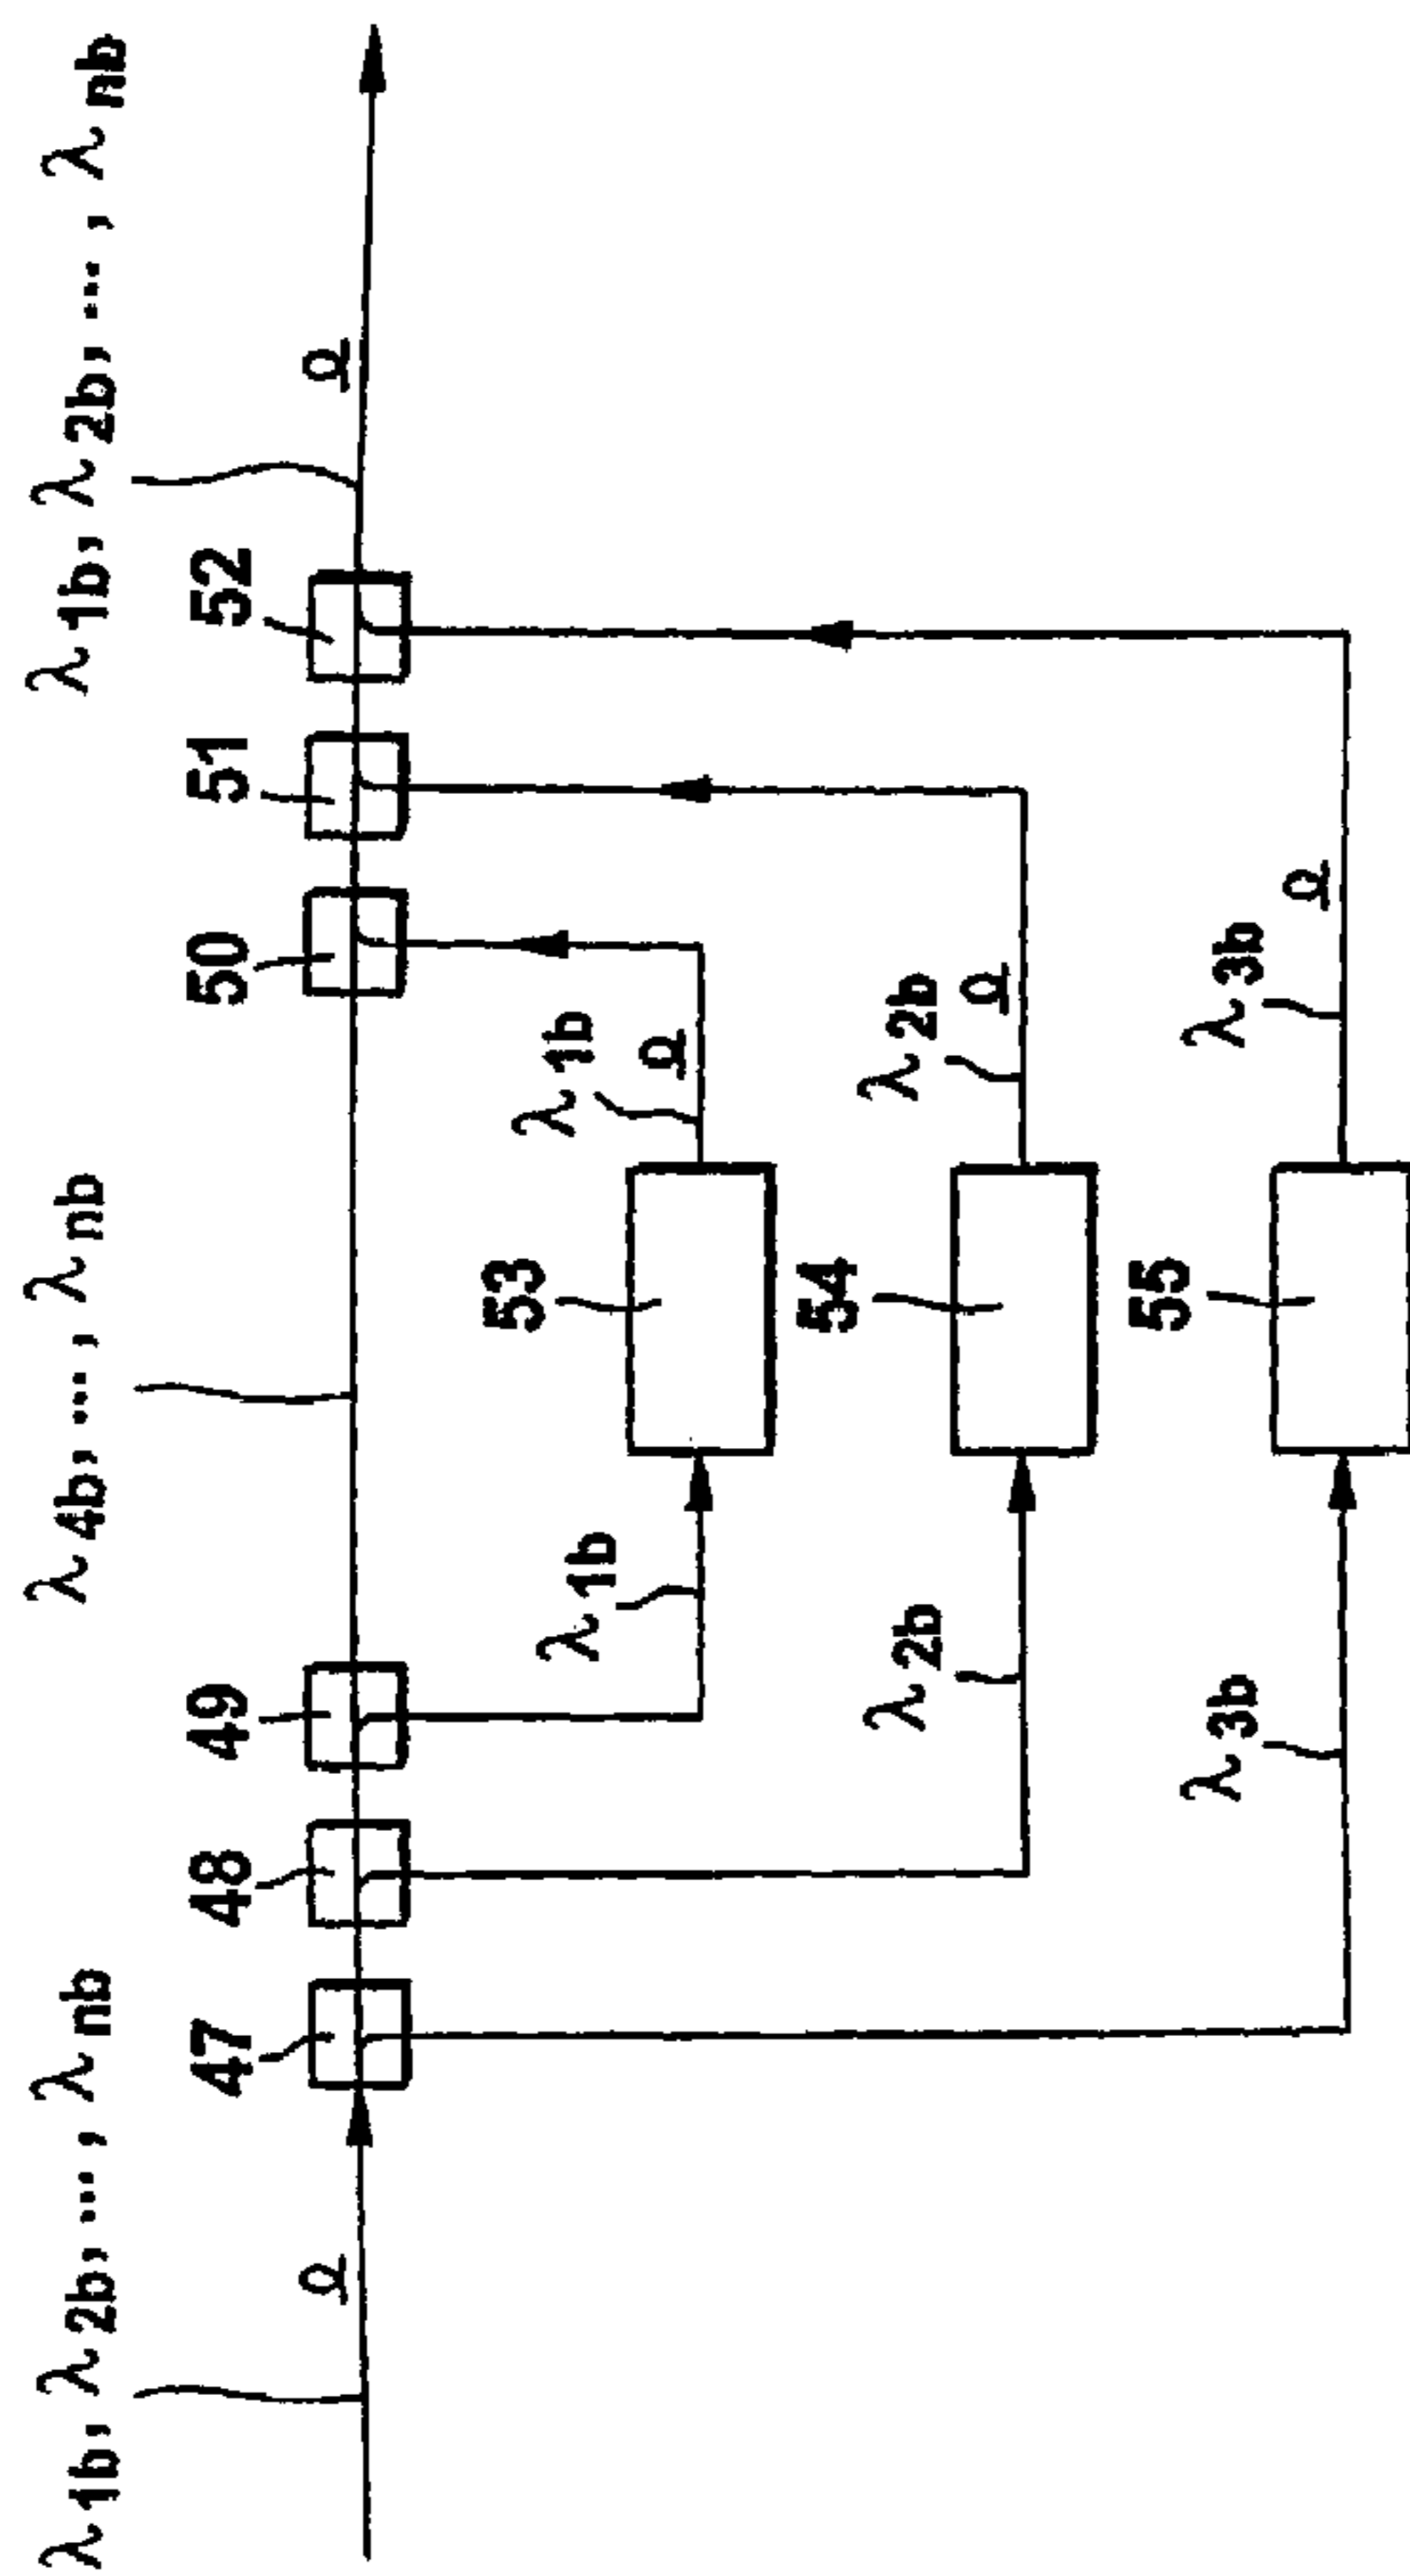 λ1b, λ2b, ..., λnb
λ4b, ..., λnb
λ1b, λ2b, ..., λnb
O
O
47
48
49
50
51
52
λ1b
53
λ1b
O
λ2b
54
λ2b
O
λ3b
55
λ3b
O